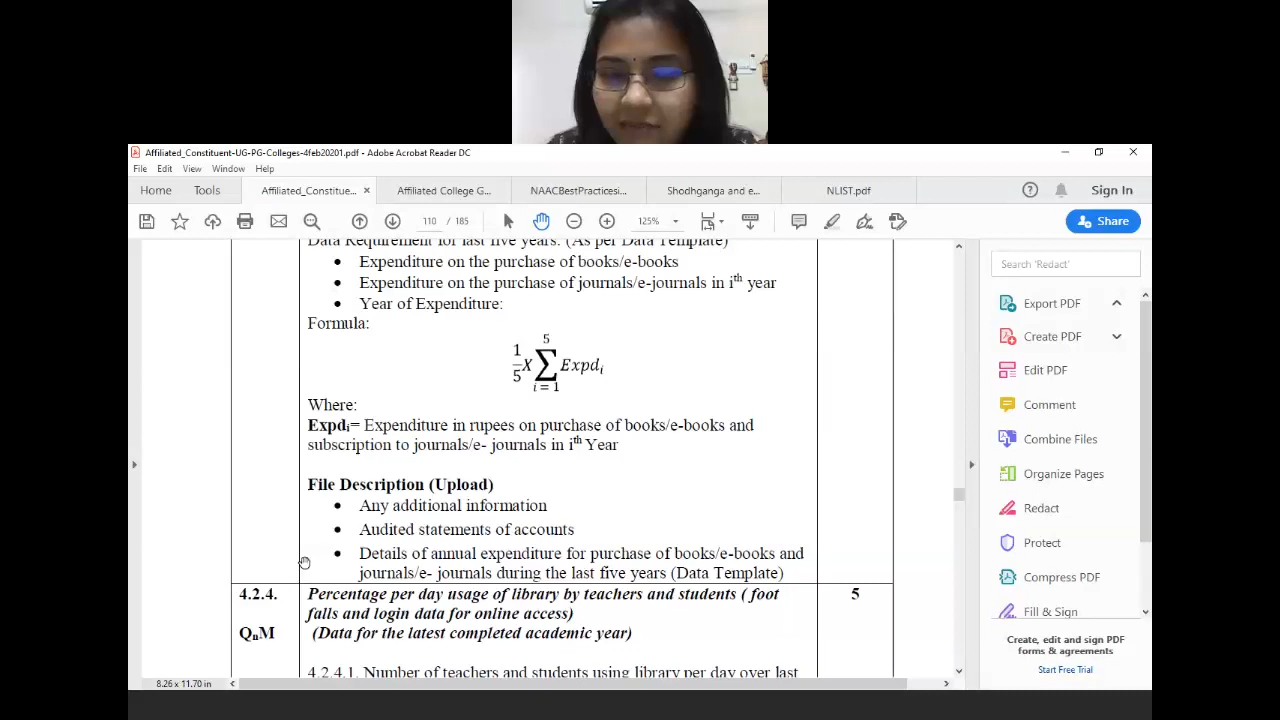 Affiliated_Constituent-UG-PG-Colleges-4feb20201.pdf - Adobe Acrobat Reader DC
File Edit View Window Help
Home Tools Affiliated_Constitue... × Affiliated College G... NAACBestPracticesi... Shodhganga and e... NLIST.pdf Sign In
110 / 185 125% Share
Data Requirement for last five years: (As per Data Template)
• Expenditure on the purchase of books/e-books
• Expenditure on the purchase of journals/e-journals in ith year
• Year of Expenditure:
Formula:
5
1/5 X ∑ Expdi
i = 1
Where:
Expdi= Expenditure in rupees on purchase of books/e-books and
subscription to journals/e- journals in ith Year
File Description (Upload)
• Any additional information
• Audited statements of accounts
• Details of annual expenditure for purchase of books/e-books and
journals/e- journals during the last five years (Data Template)
4.2.4. Percentage per day usage of library by teachers and students ( foot 5
falls and login data for online access)
QnM (Data for the latest completed academic year)
4.2.4.1. Number of teachers and students using library per day over last
8.26 x 11.70 in
Search 'Redact'
Export PDF
Create PDF
Edit PDF
Comment
Combine Files
Organize Pages
Redact
Protect
Compress PDF
Fill & Sign
Create, edit and sign PDF
forms & agreements
Start Free Trial